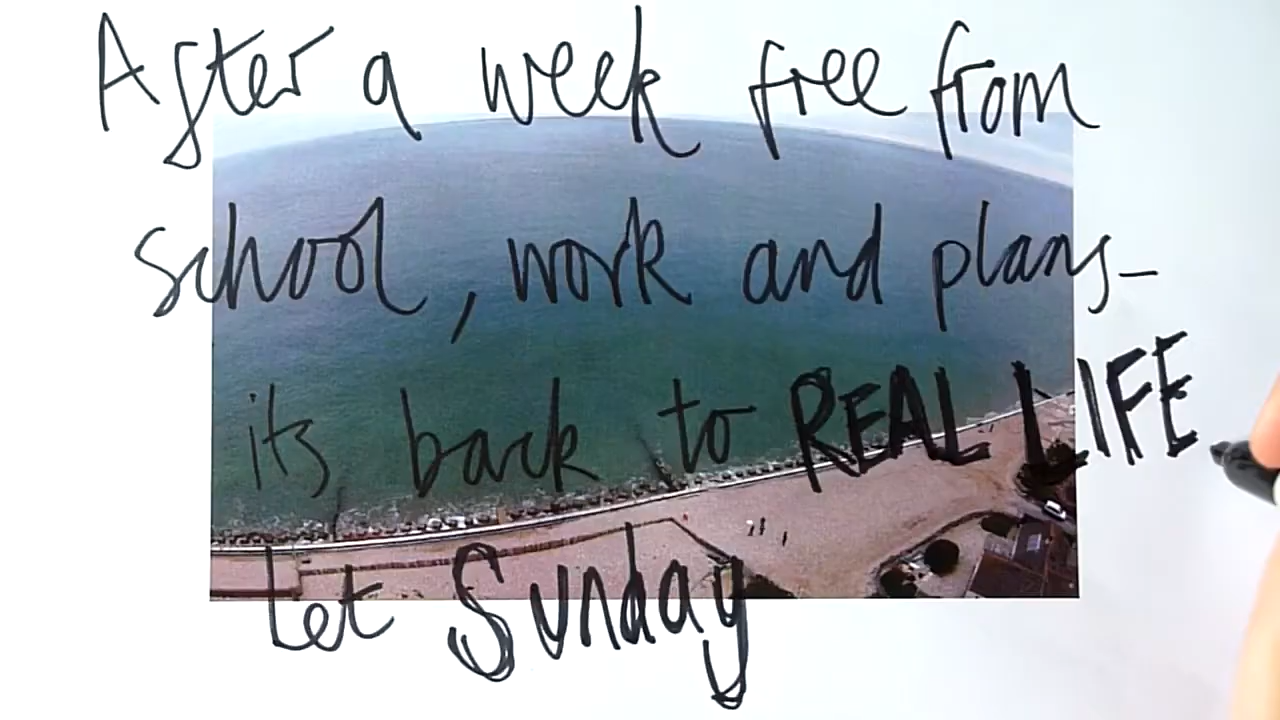 After a week free from
school, work and plans-
its back to REAL LIFE
Let Sunday